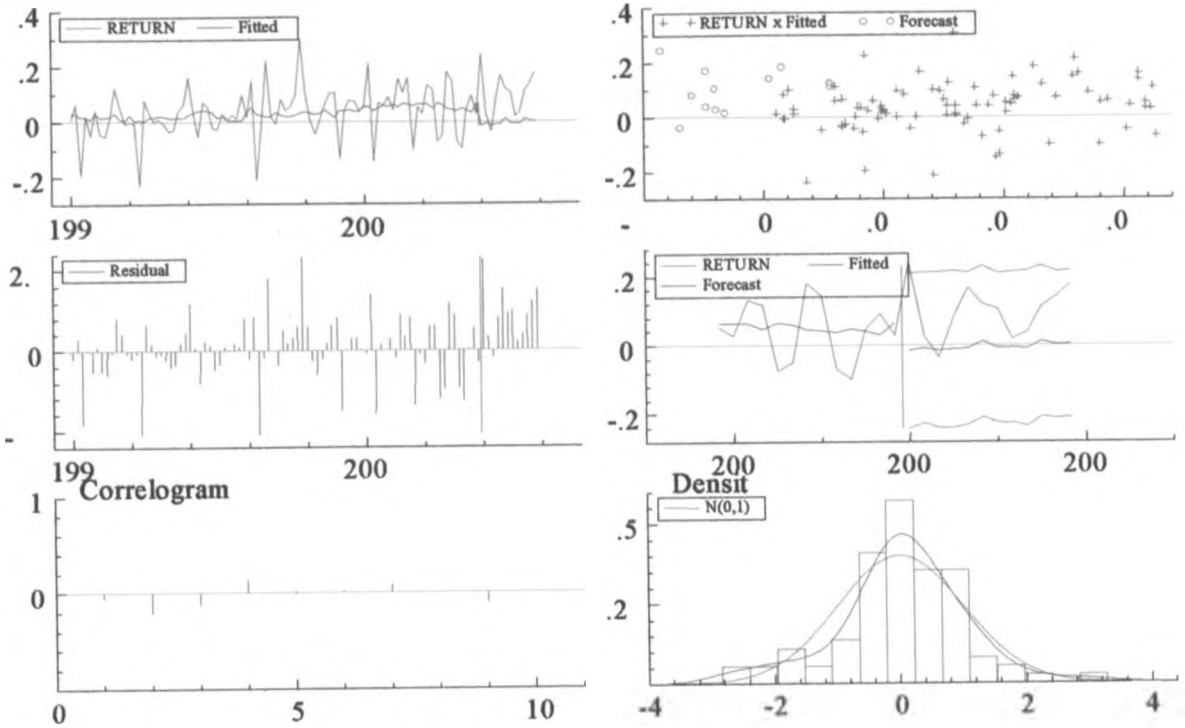 .4
RETURN Fitted
.2
0
-.2
199 200
.4
RETURN x Fitted Forecast
.2
0
-.2
- 0 .0 .0 .0
2.
Residual
0
-
199 200
RETURN Fitted
Forecast
0.2
0
-0.2
200 200 200
Correlogram
1
0
0 5 10
Densit
N(0,1)
.5
.2
-4 -2 0 2 4